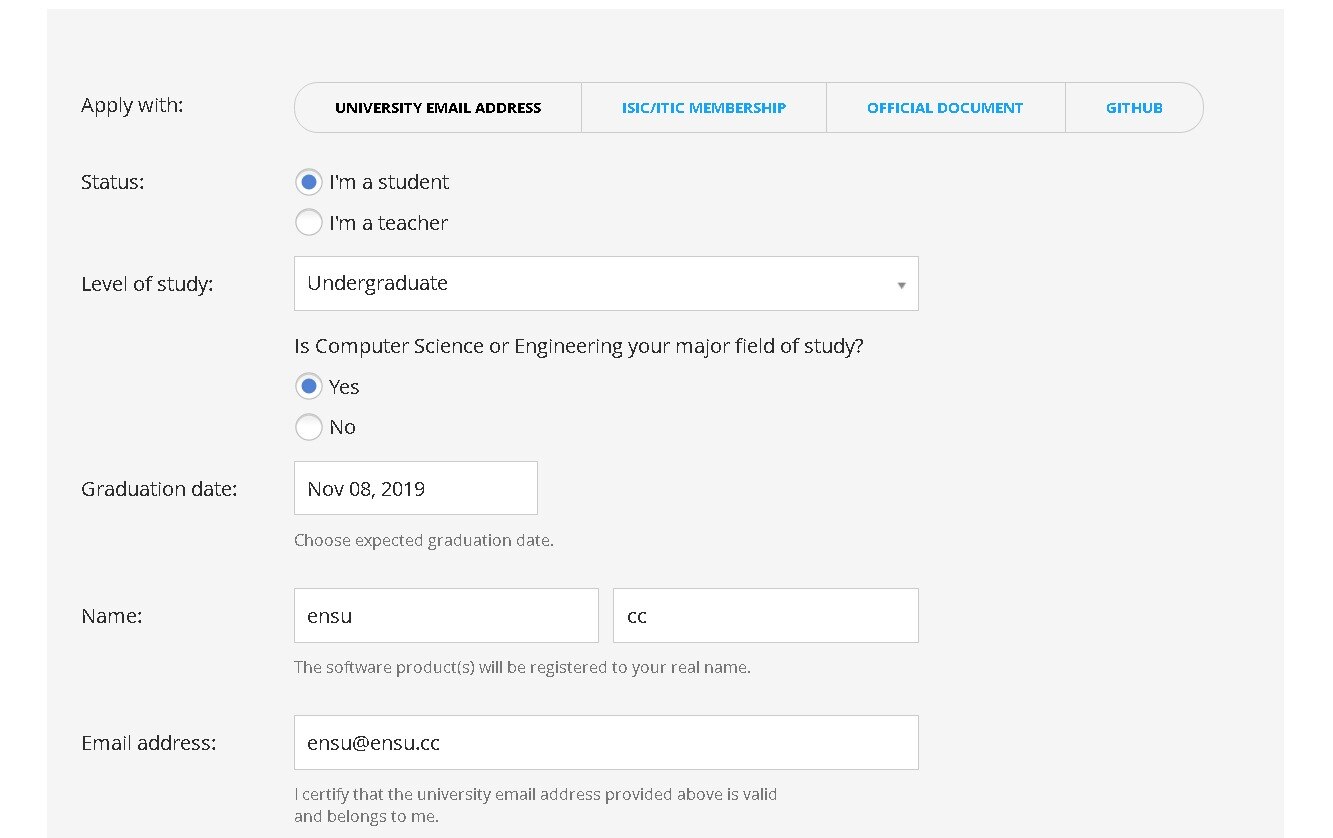 Apply with:
UNIVERSITY EMAIL ADDRESS
ISIC/ITIC MEMBERSHIP
OFFICIAL DOCUMENT
GITHUB
Status:
I'm a student
I'm a teacher
Level of study:
Undergraduate
Is Computer Science or Engineering your major field of study?
Yes
No
Graduation date:
Nov 08, 2019
Choose expected graduation date.
Name:
ensu
cc
The software product(s) will be registered to your real name.
Email address:
ensu@ensu.cc
I certify that the university email address provided above is valid
and belongs to me.